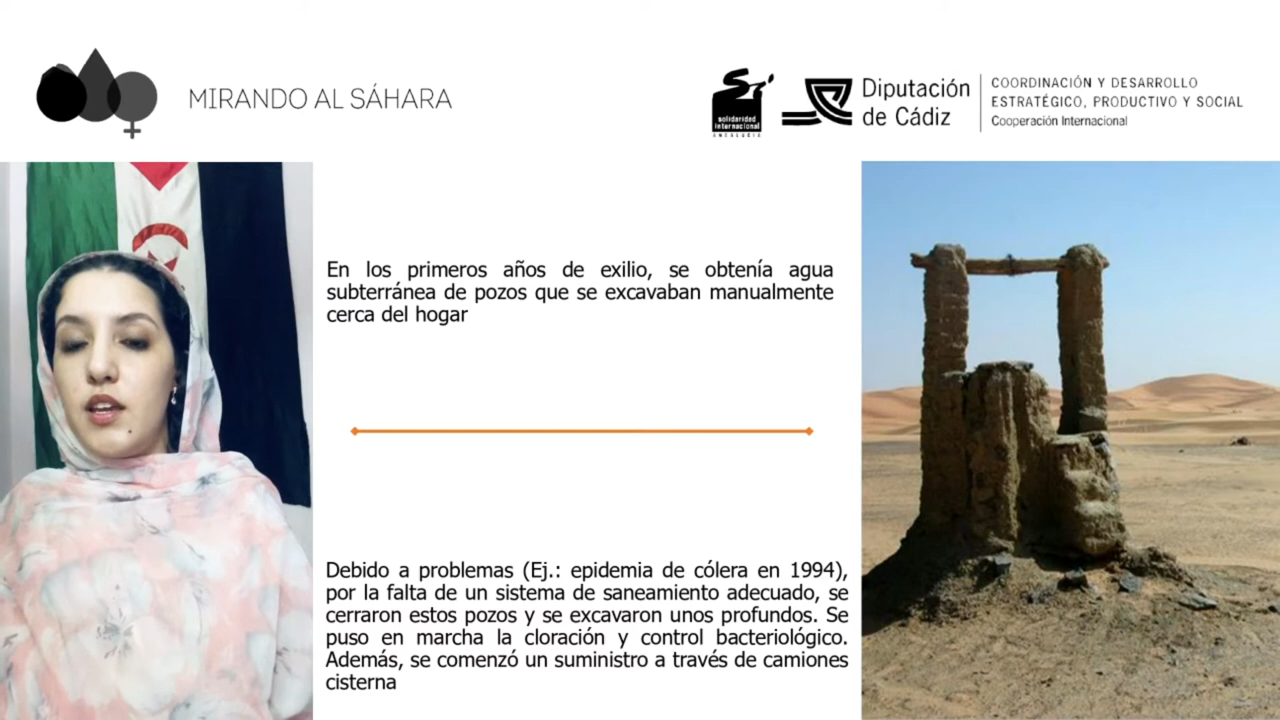 MIRANDO AL SÁHARA
solidaridad
internacional
ANDALUCÍA
Diputación
de Cádiz
COORDINACIÓN Y DESARROLLO
ESTRATÉGICO, PRODUCTIVO Y SOCIAL
Cooperación Internacional
En los primeros años de exilio, se obtenía agua
subterránea de pozos que se excavaban manualmente
cerca del hogar
Debido a problemas (Ej.: epidemia de cólera en 1994),
por la falta de un sistema de saneamiento adecuado, se
cerraron estos pozos y se excavaron unos profundos. Se
puso en marcha la cloración y control bacteriológico.
Además, se comenzó un suministro a través de camiones
cisterna